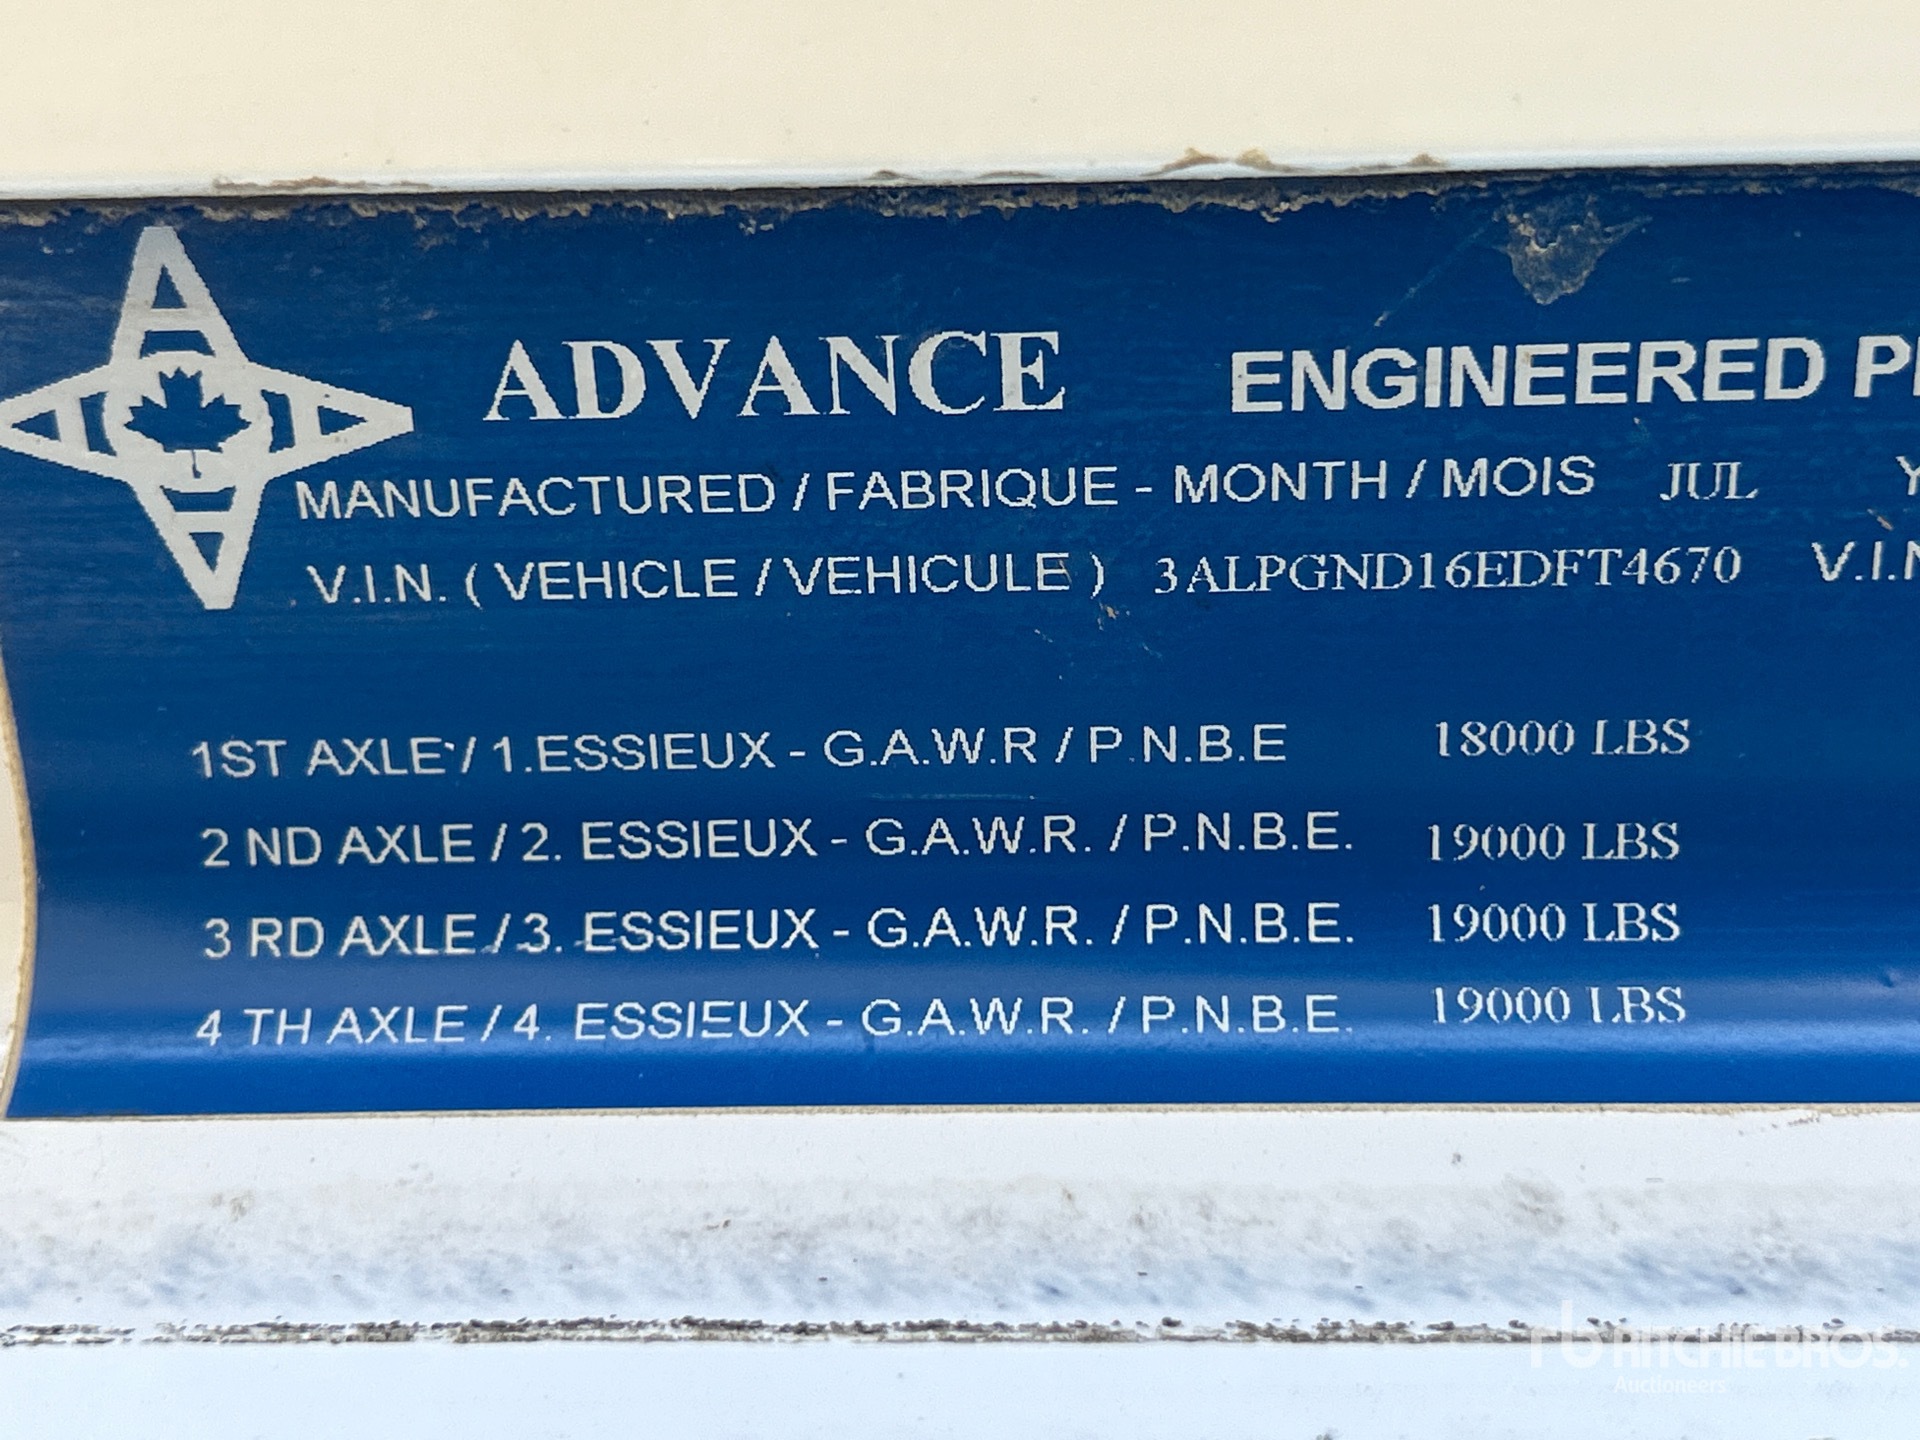 ADVANCE ENGINEERED
MANUFACTURED / FABRIQUE - MONTH / MOIS JUL
V.I.N. ( VEHICLE / VEHICULE ) 3ALPGND16EDFT4670
1ST AXLE / 1.ESSIEUX - G.A.W.R / P.N.B.E 18000 LBS
2 ND AXLE / 2. ESSIEUX - G.A.W.R. / P.N.B.E. 19000 LBS
3 RD AXLE / 3. ESSIEUX - G.A.W.R. / P.N.B.E. 19000 LBS
4 TH AXLE / 4. ESSIEUX - G.A.W.R. / P.N.B.E. 19000 LBS
rb RITCHIE BROS.
Auctioneers